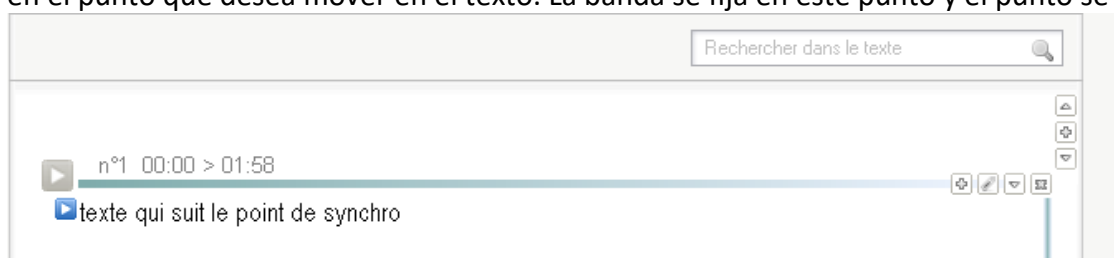 en el punto que desea mover en el texto. La banda se fija en este punto y el punto se
Rechercher dans le texte
n°1 00:00 > 01:58
texte qui suit le point de synchro